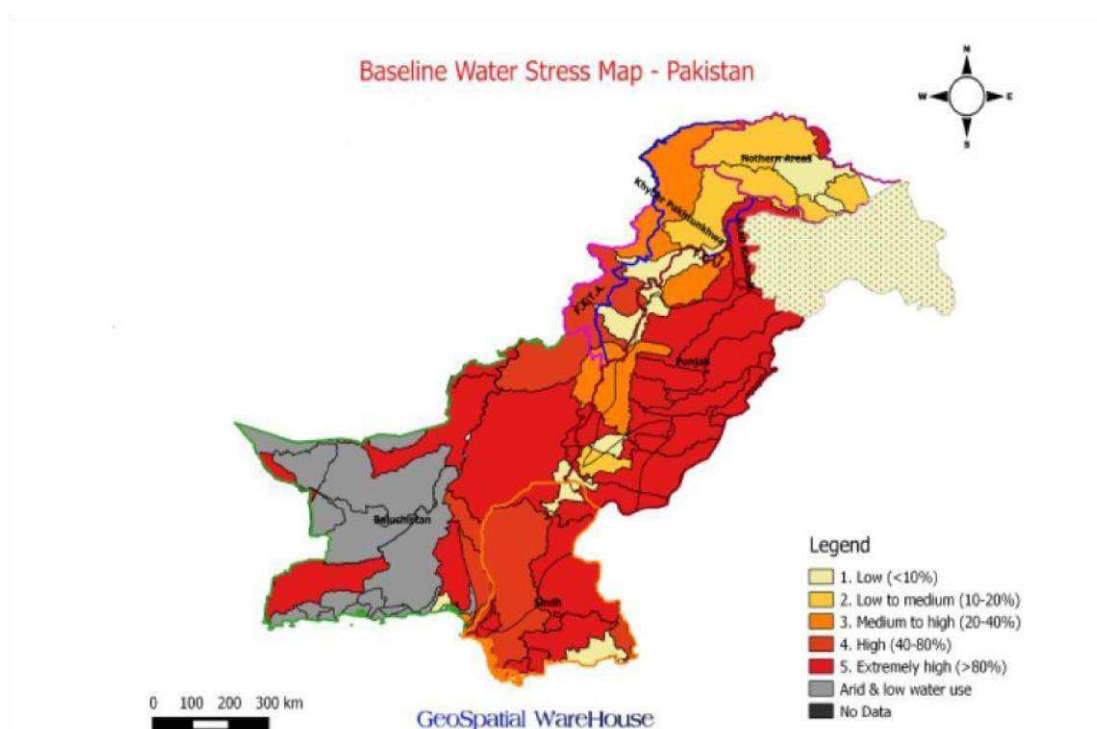 Baseline Water Stress Map - Pakistan
N
W
E
S
Nothern Areas
Khyber Pakhtunkhwa
F.A.T.A.
Punjab
Baluchistan
Sindh
Legend
1. Low (<10%)
2. Low to medium (10-20%)
3. Medium to high (20-40%)
4. High (40-80%)
5. Extremely high (>80%)
Arid & low water use
No Data
0 100 200 300 km
GeoSpatial WareHouse